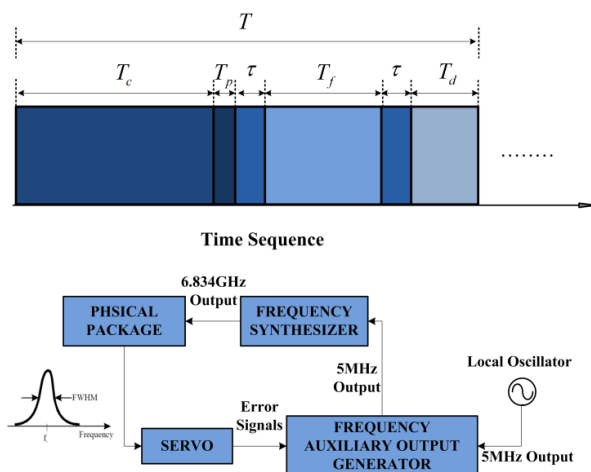 T
T_c T_p τ T_f τ T_d
........
Time Sequence
6.834GHz
Output
PHSICAL
PACKAGE
FREQUENCY
SYNTHESIZER
5MHz
Output
Local Oscillator
FWHM
f_i Frequency
Error
Signals
SERVO
FREQUENCY
AUXILIARY OUTPUT
GENERATOR
5MHz Output